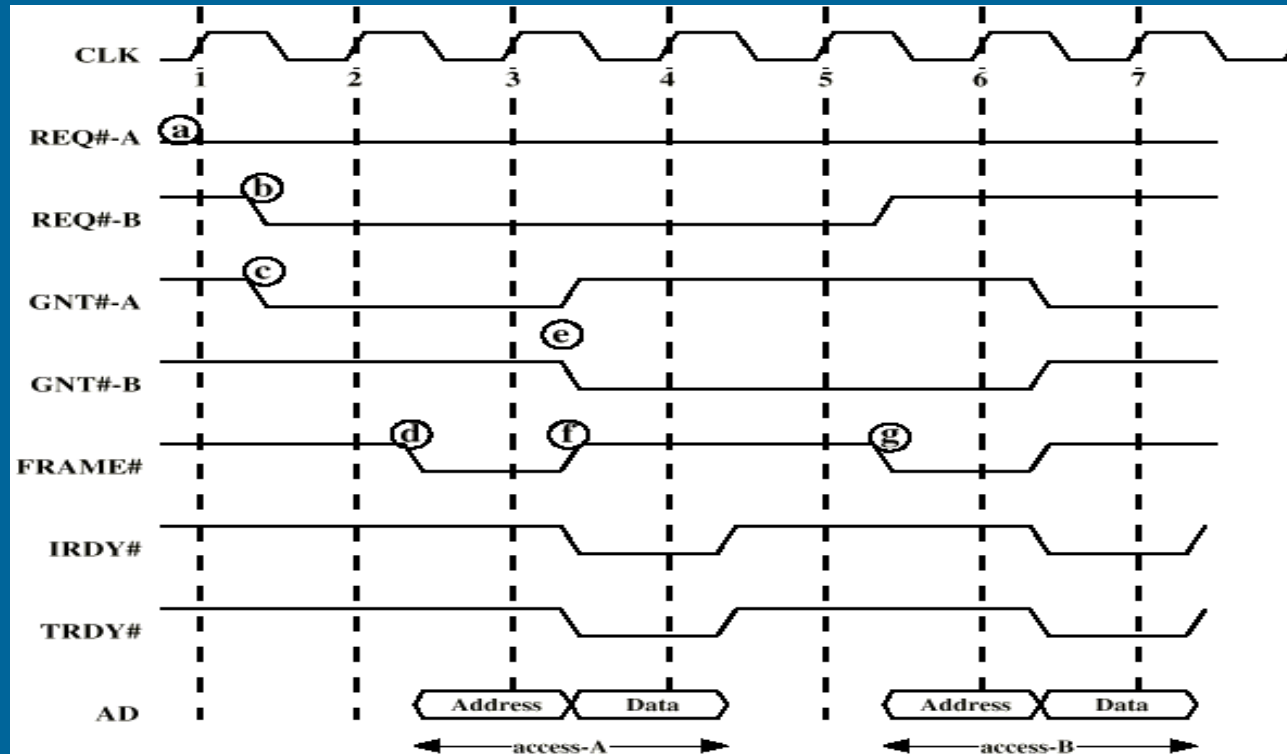 CLK
1 2 3 4 5 6 7
a
REQ#-A
b
REQ#-B
c
GNT#-A
e
GNT#-B
d f g
FRAME#
IRDY#
TRDY#
AD Address Data Address Data
access-A access-B